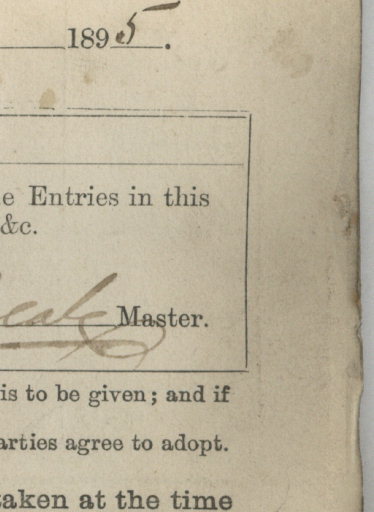 1895.
e Entries in this
&c.
Master.
is to be given; and if
arties agree to adopt.
taken at the time